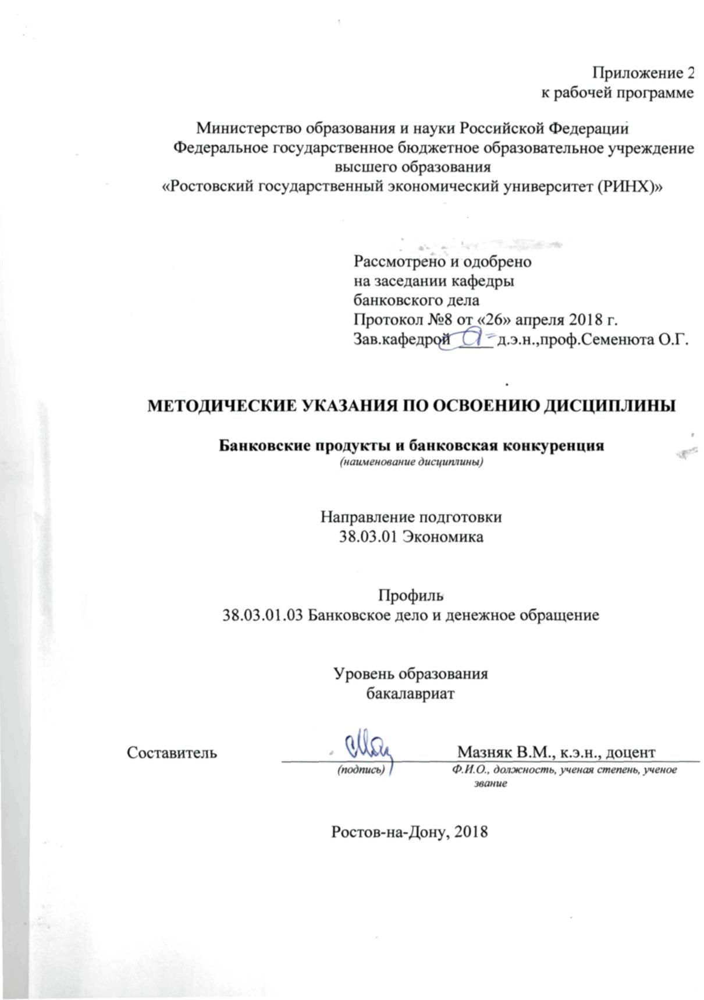 Приложение 2
к рабочей программе
Министерство образования и науки Российской Федерации
Федеральное государственное бюджетное образовательное учреждение
высшего образования
«Ростовский государственный экономический университет (РИНХ)»
Рассмотрено и одобрено
на заседании кафедры
банковского дела
Протокол №8 от «26» апреля 2018 г.
Зав.кафедрой ____ д.э.н.,проф.Семенюта О.Г.
МЕТОДИЧЕСКИЕ УКАЗАНИЯ ПО ОСВОЕНИЮ ДИСЦИПЛИНЫ
Банковские продукты и банковская конкуренция
(наименование дисциплины)
Направление подготовки
38.03.01 Экономика
Профиль
38.03.01.03 Банковское дело и денежное обращение
Уровень образования
бакалавриат
Составитель Мазняк В.М., к.э.н., доцент
(подпись) Ф.И.О., должность, ученая степень, ученое
звание
Ростов-на-Дону, 2018